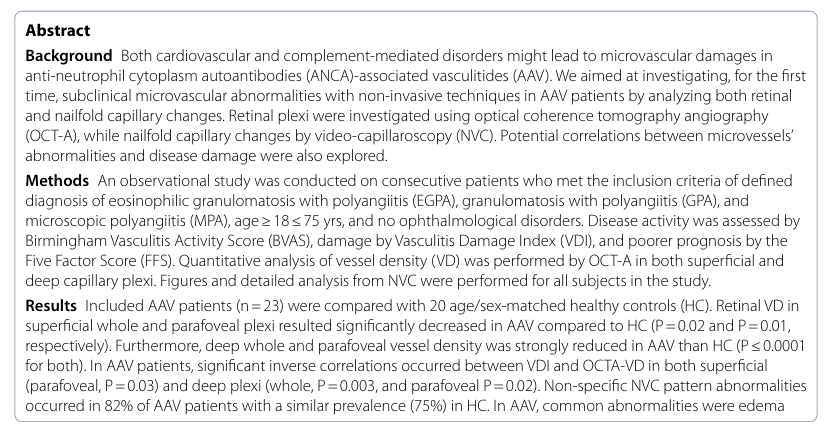 Abstract
Background Both cardiovascular and complement-mediated disorders might lead to microvascular damages in
anti-neutrophil cytoplasm autoantibodies (ANCA)-associated vasculitides (AAV). We aimed at investigating, for the first
time, subclinical microvascular abnormalities with non-invasive techniques in AAV patients by analyzing both retinal
and nailfold capillary changes. Retinal plexi were investigated using optical coherence tomography angiography
(OCT-A), while nailfold capillary changes by video-capillaroscopy (NVC). Potential correlations between microvessels'
abnormalities and disease damage were also explored.
Methods An observational study was conducted on consecutive patients who met the inclusion criteria of defined
diagnosis of eosinophilic granulomatosis with polyangiitis (EGPA), granulomatosis with polyangiitis (GPA), and
microscopic polyangiitis (MPA), age ≥ 18 ≤ 75 yrs, and no ophthalmological disorders. Disease activity was assessed by
Birmingham Vasculitis Activity Score (BVAS), damage by Vasculitis Damage Index (VDI), and poorer prognosis by the
Five Factor Score (FFS). Quantitative analysis of vessel density (VD) was performed by OCT-A in both superficial and
deep capillary plexi. Figures and detailed analysis from NVC were performed for all subjects in the study.
Results Included AAV patients (n = 23) were compared with 20 age/sex-matched healthy controls (HC). Retinal VD in
superficial whole and parafoveal plexi resulted significantly decreased in AAV compared to HC (P = 0.02 and P = 0.01,
respectively). Furthermore, deep whole and parafoveal vessel density was strongly reduced in AAV than HC (P ≤ 0.0001
for both). In AAV patients, significant inverse correlations occurred between VDI and OCTA-VD in both superficial
(parafoveal, P = 0.03) and deep plexi (whole, P = 0.003, and parafoveal P = 0.02). Non-specific NVC pattern abnormalities
occurred in 82% of AAV patients with a similar prevalence (75%) in HC. In AAV, common abnormalities were edema